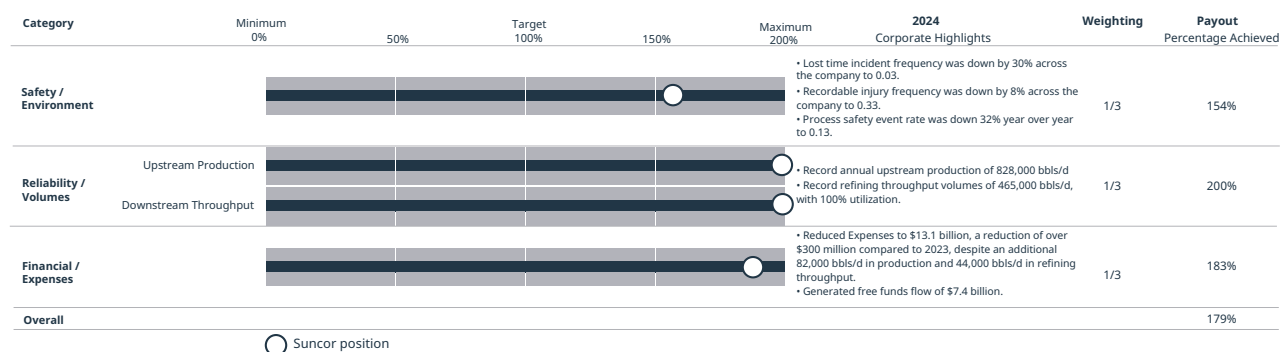 Category
Minimum
0%
50%
Target
100%
150%
Maximum
200%
2024
Corporate Highlights
Weighting
Payout
Percentage Achieved
Safety /
Environment
• Lost time incident frequency was down by 30% across
the company to 0.03.
• Recordable injury frequency was down by 8% across the
company to 0.33.
• Process safety event rate was down 32% year over year
to 0.13.
1/3
154%
Reliability /
Volumes
Upstream Production
Downstream Throughput
• Record annual upstream production of 828,000 bbls/d
• Record refining throughput volumes of 465,000 bbls/d,
with 100% utilization.
1/3
200%
Financial /
Expenses
• Reduced Expenses to $13.1 billion, a reduction of over
$300 million compared to 2023, despite an additional
82,000 bbls/d in production and 44,000 bbls/d in refining
throughput.
• Generated free funds flow of $7.4 billion.
1/3
183%
Overall
179%
Suncor position